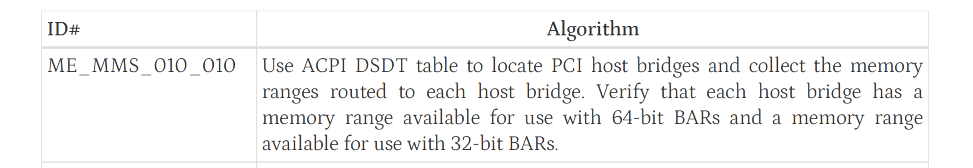 ID#
Algorithm
ME_MMS_010_010
Use ACPI DSDT table to locate PCI host bridges and collect the memory
ranges routed to each host bridge. Verify that each host bridge has a
memory range available for use with 64-bit BARs and a memory range
available for use with 32-bit BARs.